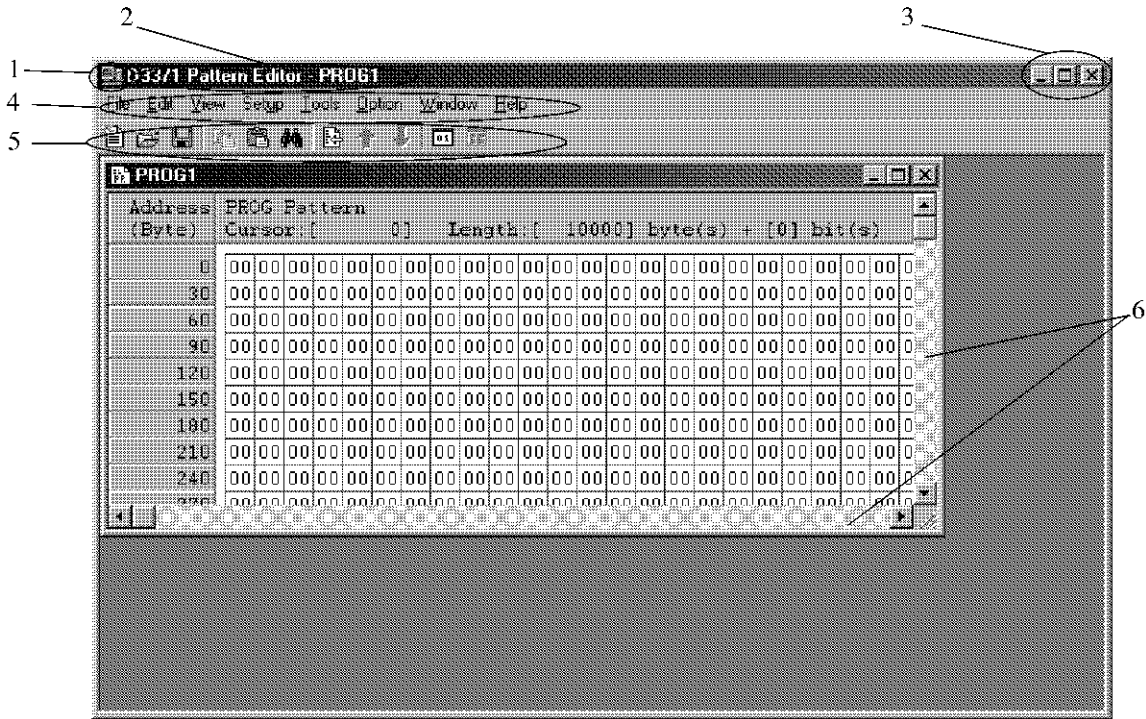 2
3
1
D3371 Pattern Editor - PROG1
4
File Edit View Setup Tools Option Window Help
5
PROG1
Address PROG Pattern
(Byte) Cursor:[ 0] Length:[ 10000] byte(s) + [0] bit(s)
0 00 00 00 00 00 00 00 00 00 00 00 00 00 00 00 00 00 00 00 00 00 00 00 0
30 00 00 00 00 00 00 00 00 00 00 00 00 00 00 00 00 00 00 00 00 00 00 00 0
6
60 00 00 00 00 00 00 00 00 00 00 00 00 00 00 00 00 00 00 00 00 00 00 00 0
90 00 00 00 00 00 00 00 00 00 00 00 00 00 00 00 00 00 00 00 00 00 00 00 0
120 00 00 00 00 00 00 00 00 00 00 00 00 00 00 00 00 00 00 00 00 00 00 00 0
150 00 00 00 00 00 00 00 00 00 00 00 00 00 00 00 00 00 00 00 00 00 00 00 0
180 00 00 00 00 00 00 00 00 00 00 00 00 00 00 00 00 00 00 00 00 00 00 00 0
210 00 00 00 00 00 00 00 00 00 00 00 00 00 00 00 00 00 00 00 00 00 00 00 0
240 00 00 00 00 00 00 00 00 00 00 00 00 00 00 00 00 00 00 00 00 00 00 00 0